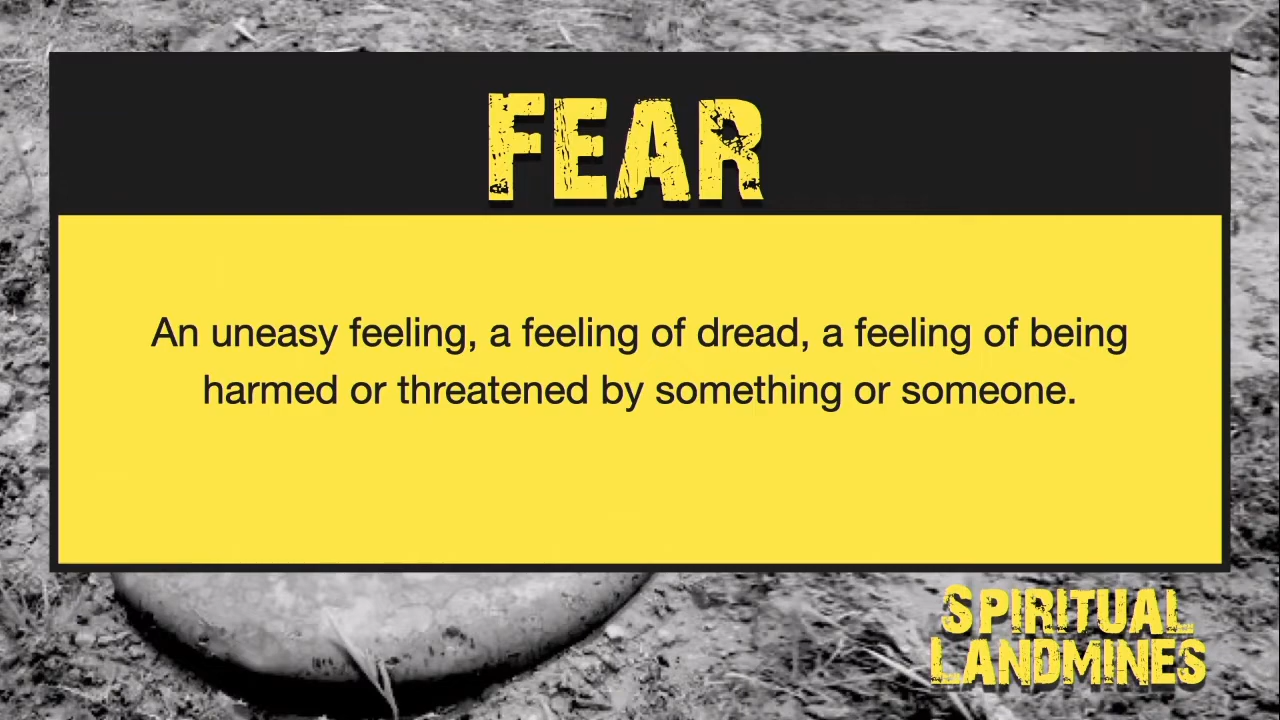 FEAR
An uneasy feeling, a feeling of dread, a feeling of being
harmed or threatened by something or someone.
SPIRITUAL
LANDMINES